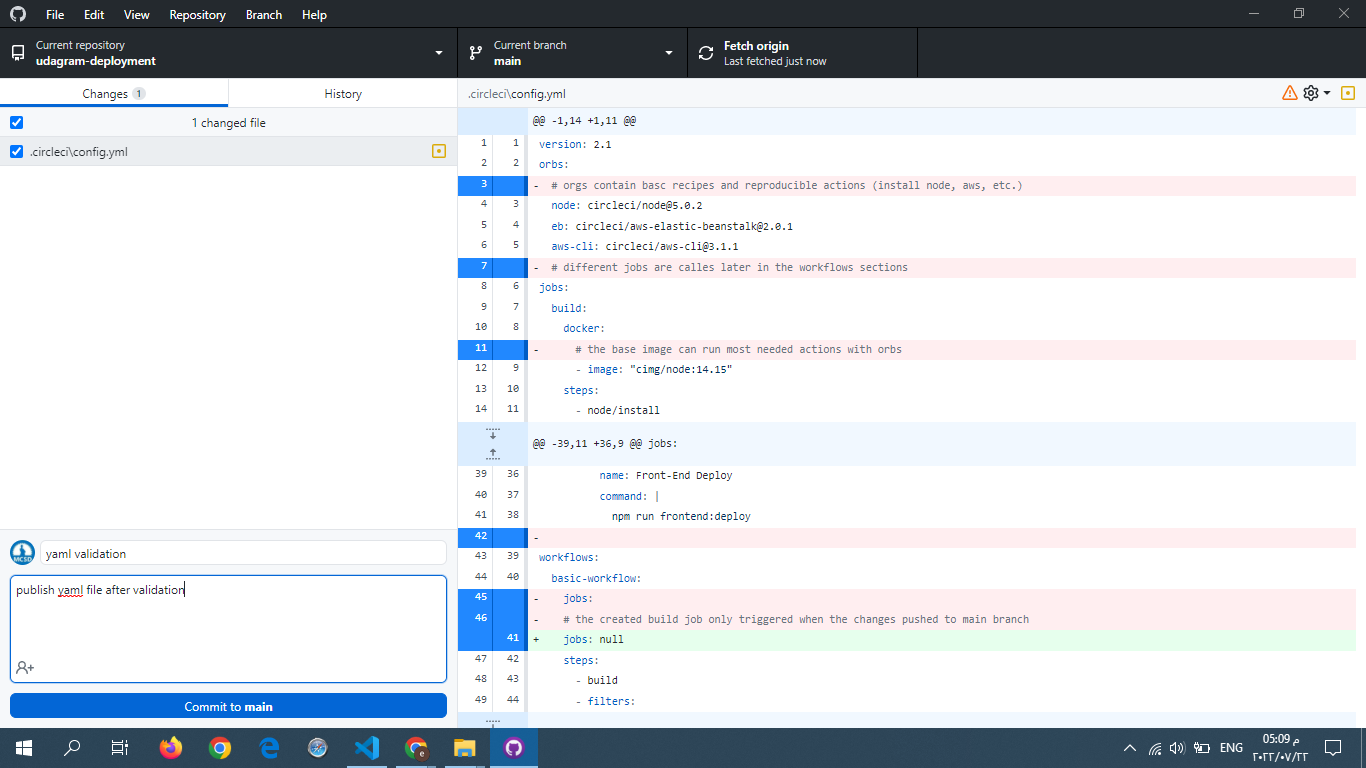 File Edit View Repository Branch Help
Current repository
udagram-deployment
Current branch
main
Fetch origin
Last fetched just now
Changes 1
History
1 changed file
.circleci\config.yml
yaml validation
publish yaml file after validation
Commit to main
.circleci\config.yml
@@ -1,14 +1,11 @@
1 1 version: 2.1
2 2 orbs:
3 - # orgs contain basc recipes and reproducible actions (install node, aws, etc.)
4 3 node: circleci/node@5.0.2
5 4 eb: circleci/aws-elastic-beanstalk@2.0.1
6 5 aws-cli: circleci/aws-cli@3.1.1
7 - # different jobs are calles later in the workflows sections
8 6 jobs:
9 7 build:
10 8 docker:
11 - # the base image can run most needed actions with orbs
12 9 - image: "cimg/node:14.15"
13 10 steps:
14 11 - node/install
@@ -39,11 +36,9 @@ jobs:
39 36 name: Front-End Deploy
40 37 command: |
41 38 npm run frontend:deploy
42 -
43 39 workflows:
44 40 basic-workflow:
45 - jobs:
46 - # the created build job only triggered when the changes pushed to main branch
41 + jobs: null
47 42 steps:
48 43 - build
49 44 - filters:
MCSD
ENG
05:09 م
٢٠٢٢/٠٧/٢٢